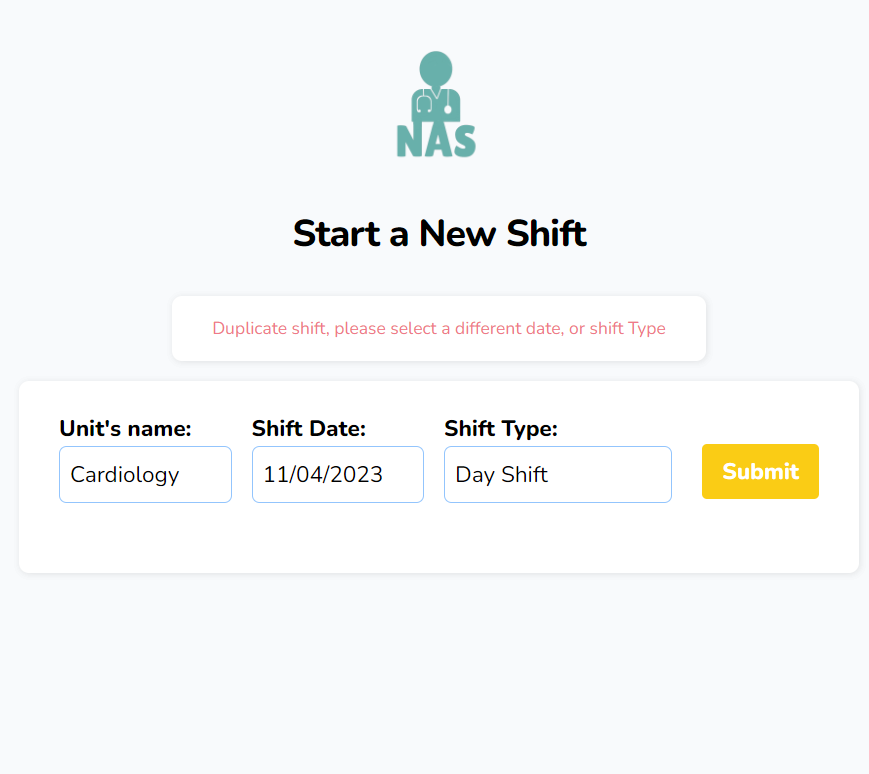 NAS
Start a New Shift
Duplicate shift, please select a different date, or shift Type
Unit's name: Shift Date: Shift Type:
Cardiology 11/04/2023 Day Shift Submit